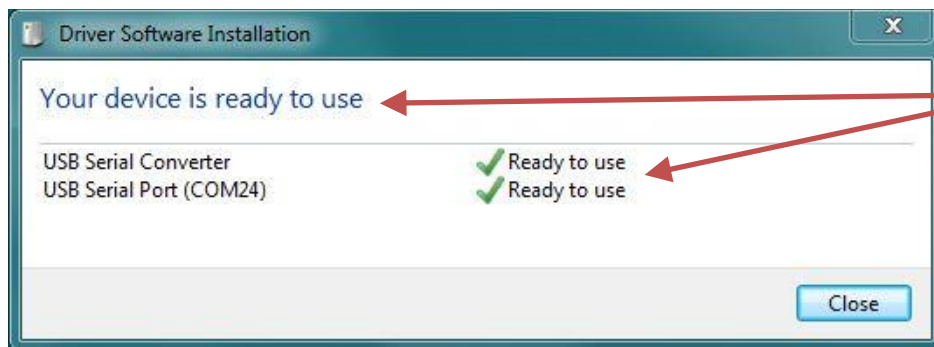 Driver Software Installation
Your device is ready to use
USB Serial Converter Ready to use
USB Serial Port (COM24) Ready to use
Close